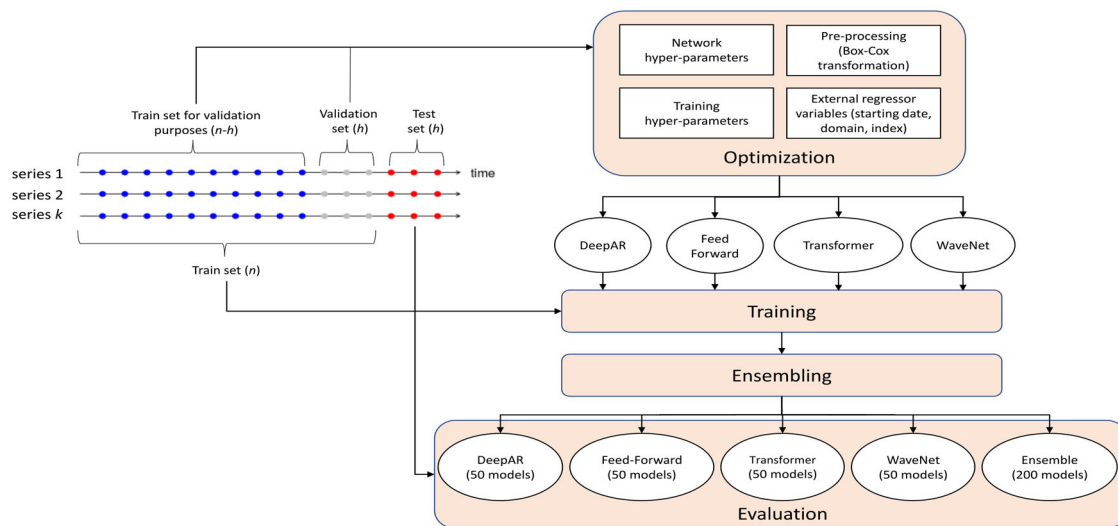 Network
hyper-parameters
Pre-processing
(Box-Cox
transformation)
Training
hyper-parameters
External regressor
variables (starting date,
domain, index)
Optimization
Train set for validation
purposes (n-h)
Validation
set (h)
Test
set (h)
series 1
time
series 2
series k
Train set (n)
DeepAR
Feed
Forward
Transformer
WaveNet
Training
Ensembling
DeepAR
(50 models)
Feed-Forward
(50 models)
Transformer
(50 models)
WaveNet
(50 models)
Ensemble
(200 models)
Evaluation